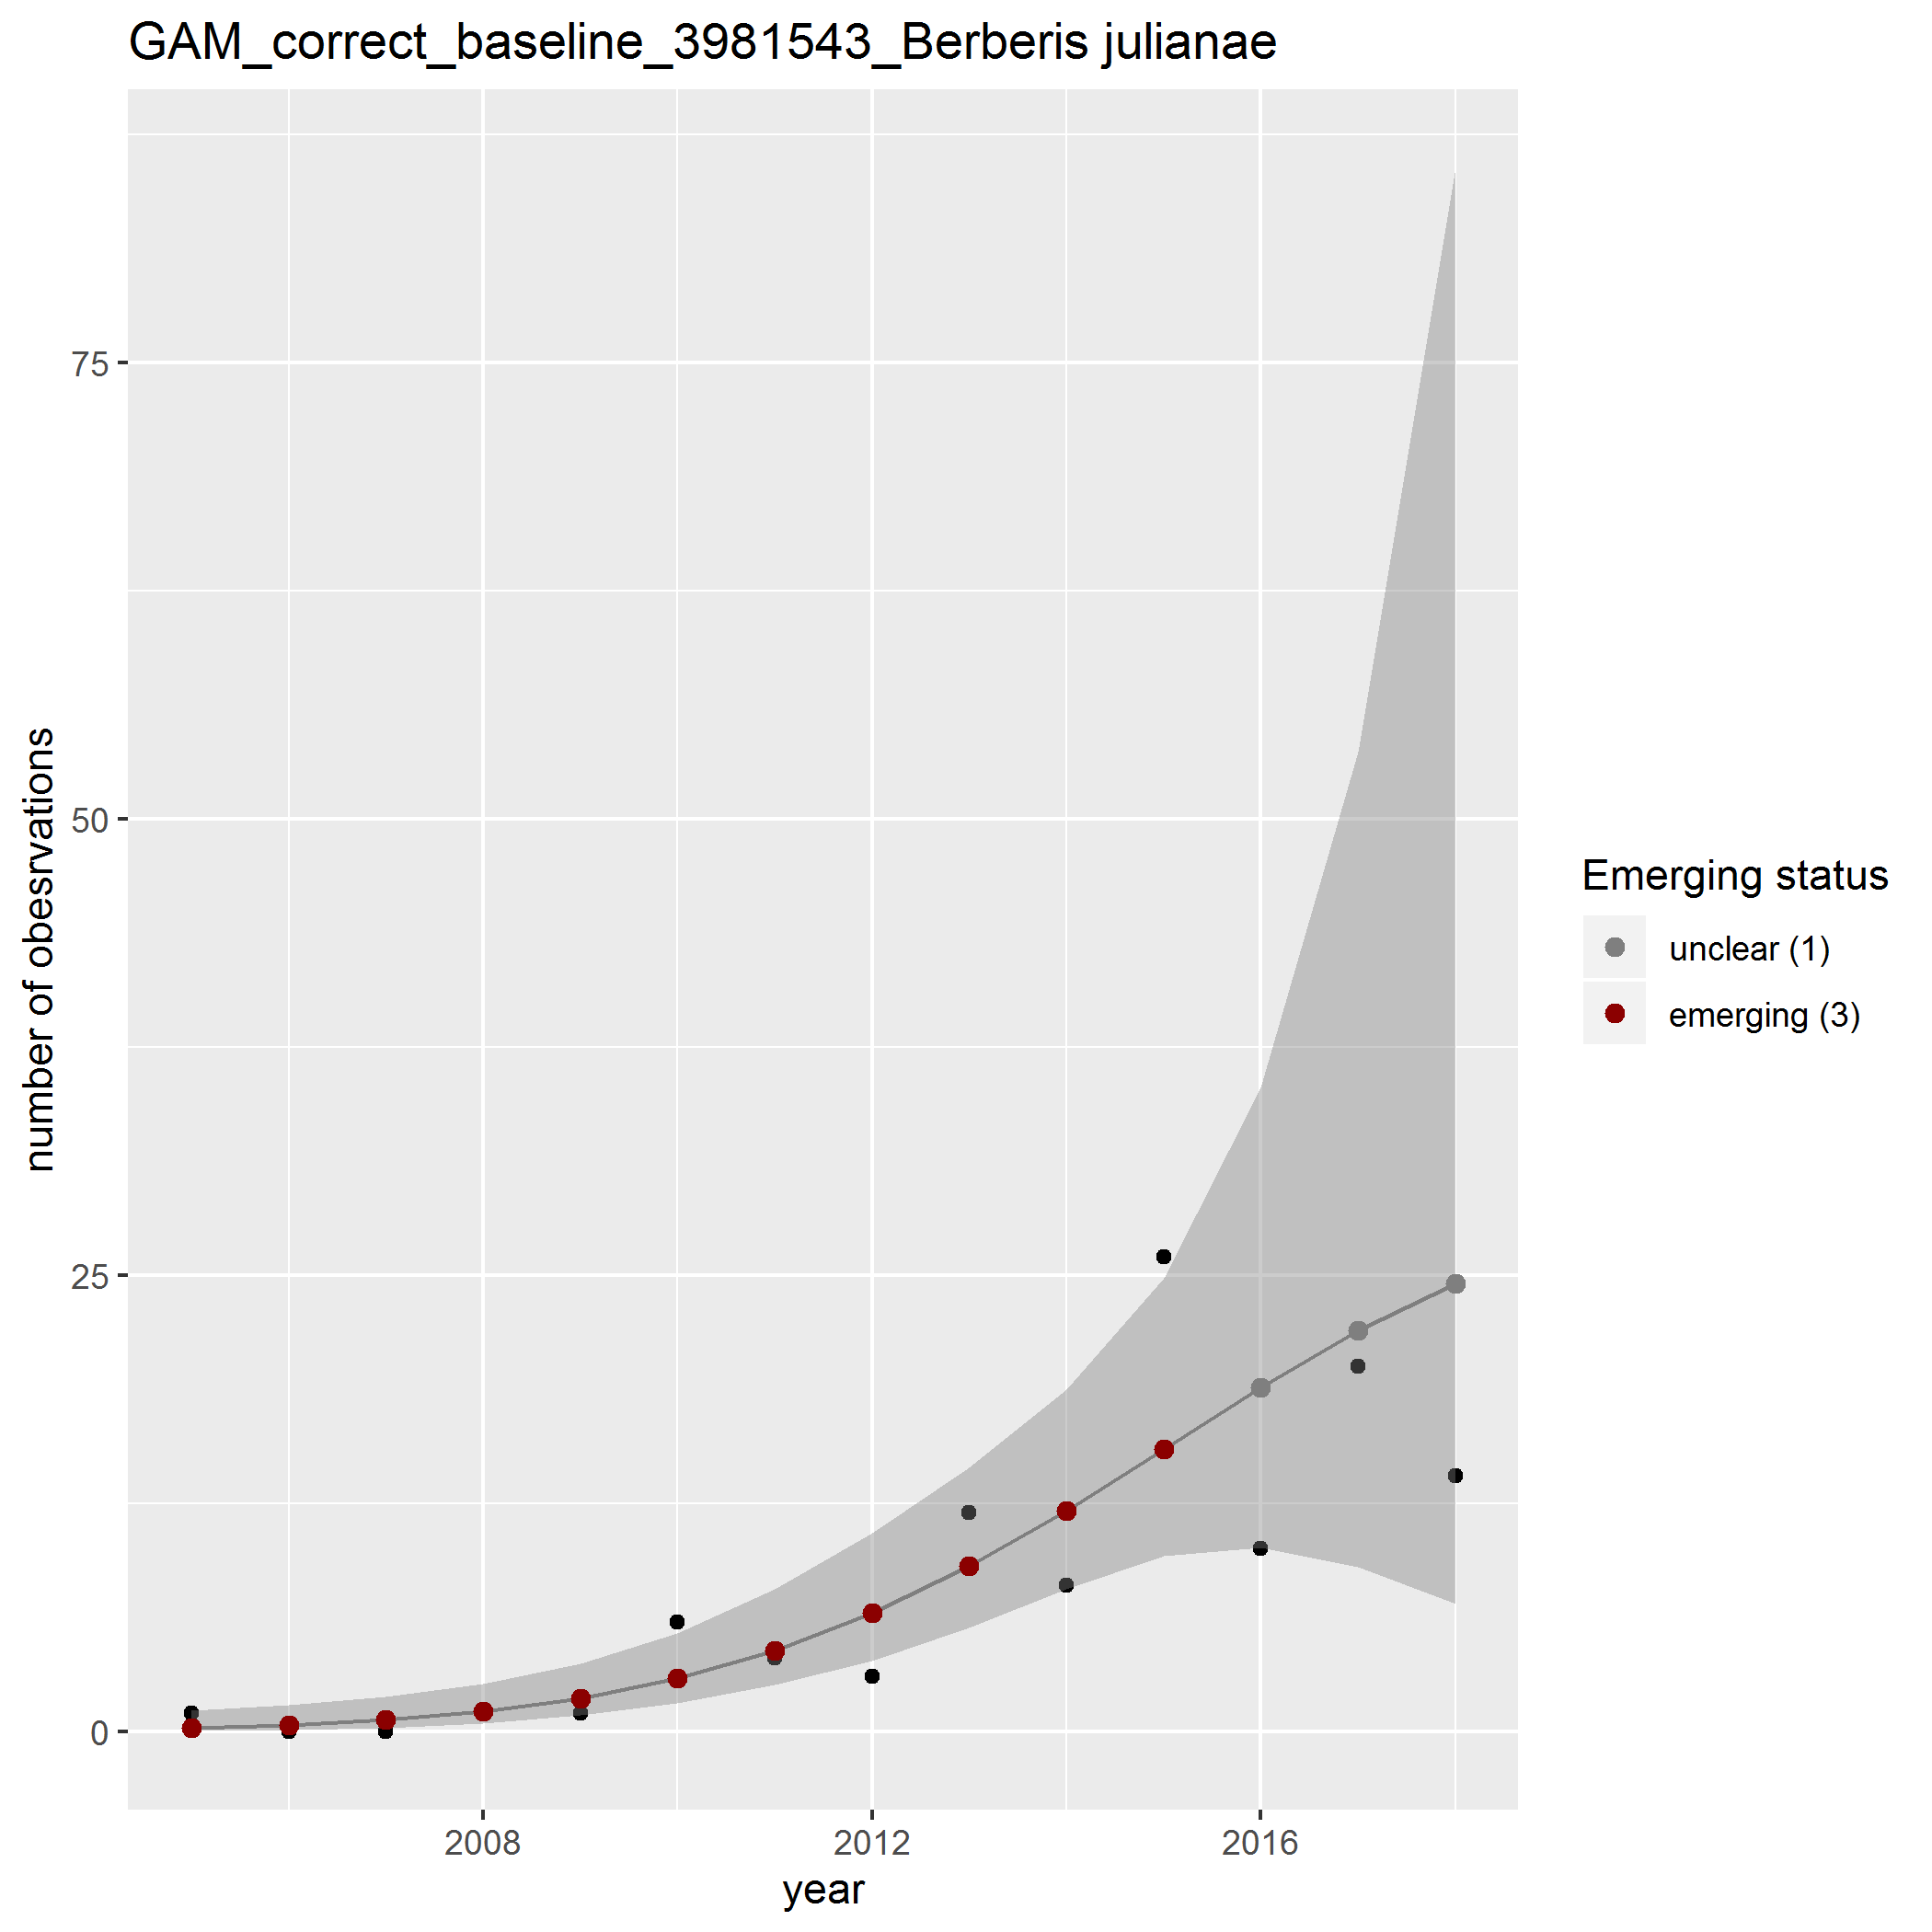 GAM_correct_baseline_3981543_Berberis julianae
number of obesrvations
75
50
25
0
2008
2012
2016
year
Emerging status
unclear (1)
emerging (3)